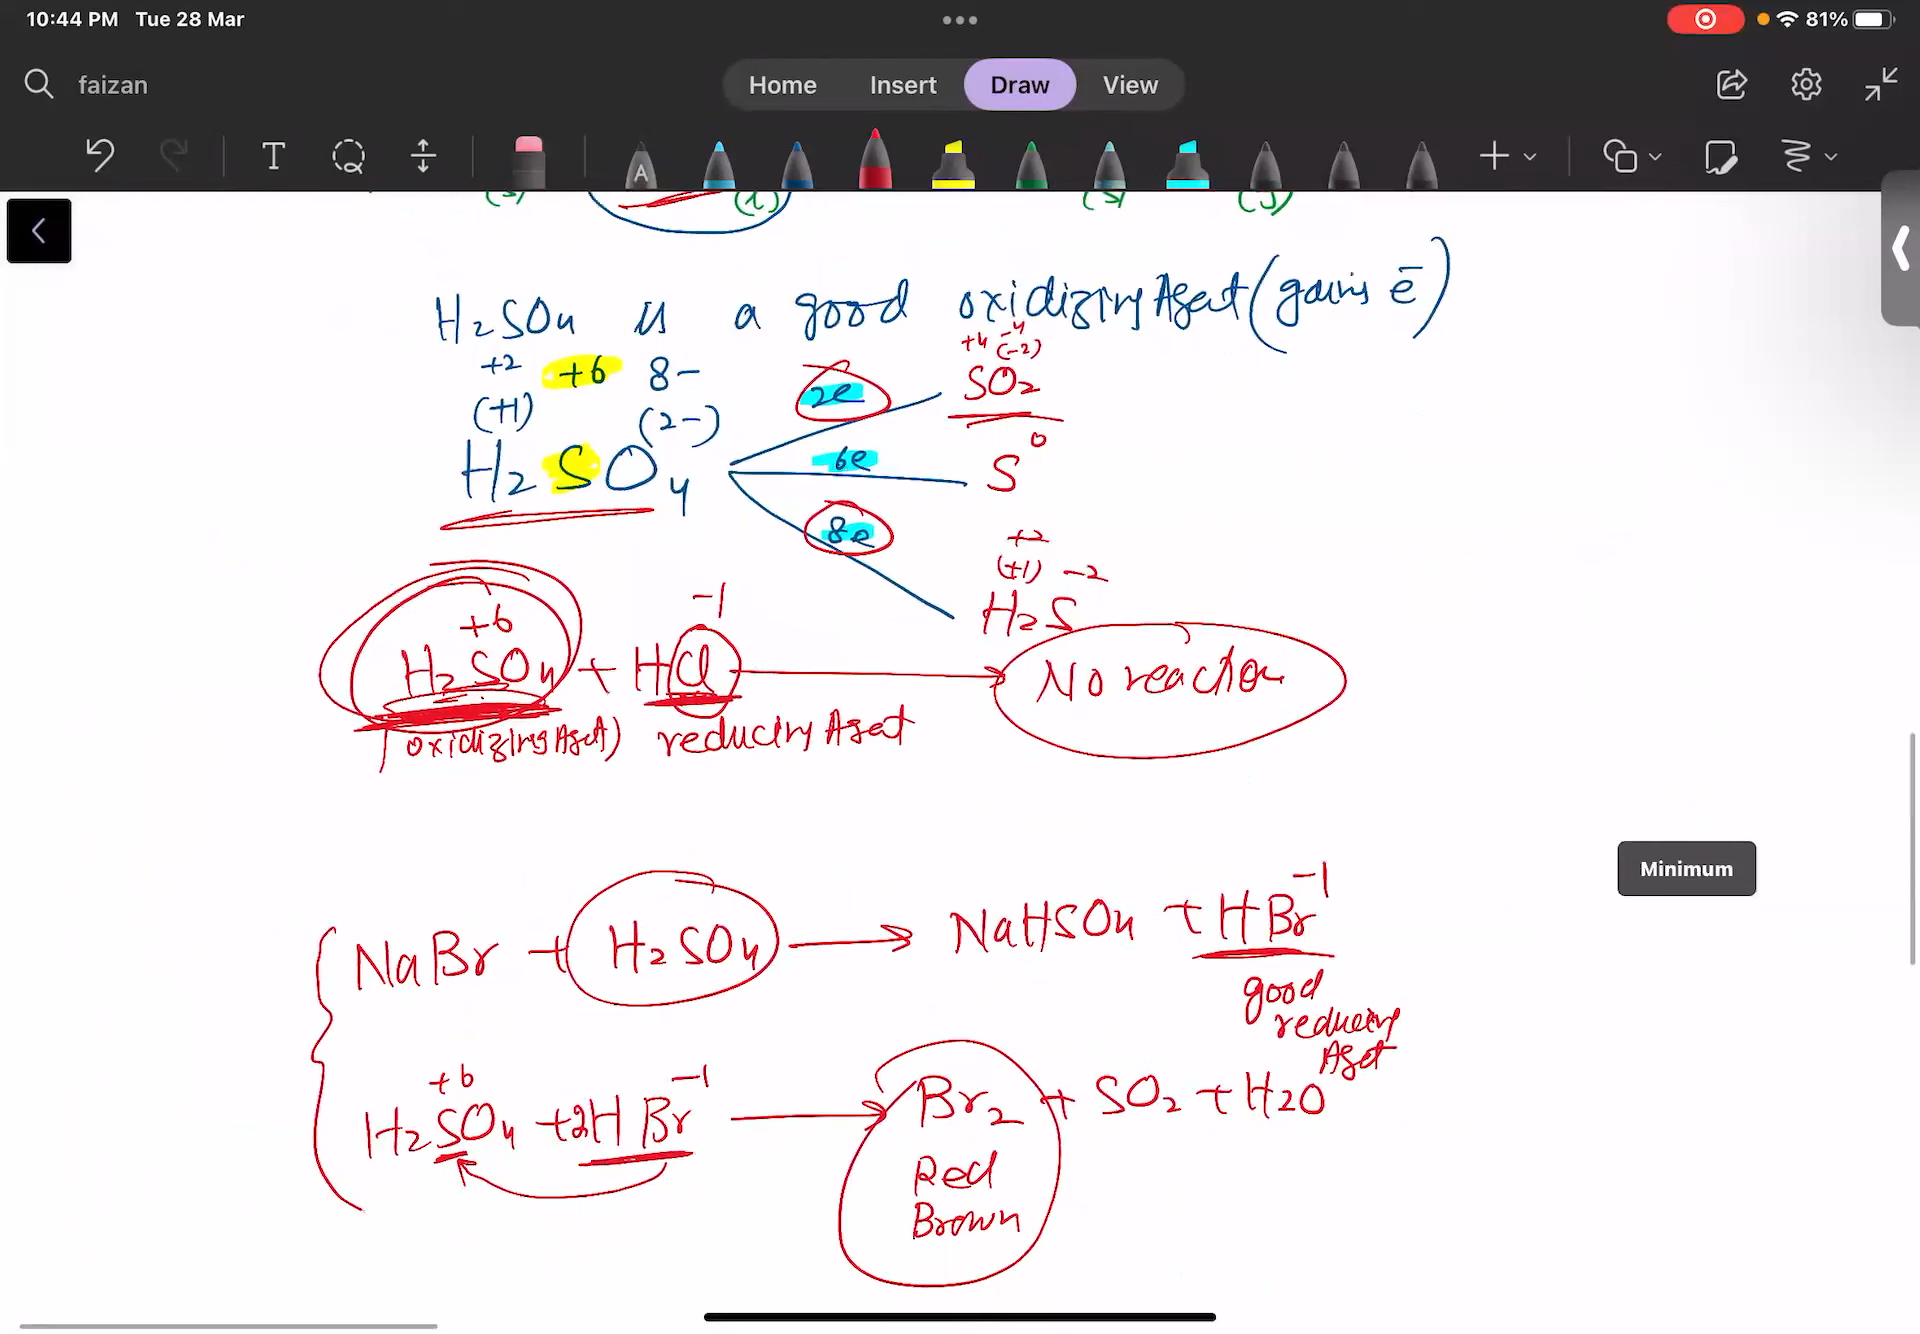 10:44 PM Tue 28 Mar
81%
faizan
Home Insert Draw View
T
A
(l)
H2SO4 is a good oxidizing Agent (gains ē)
+2 +6 8-
(+1) (2-)
H2SO4
2e
+4 -4
(-2)
SO2
6e
0
S
8e
+2
(+1) -2
H2S
+6 -1
H2SO4 + HCl → No reaction
(oxidizing Agent) reducing Agent
Minimum
-1
NaBr + H2SO4 → NaHSO4 + HBr
good
reducing
Agent
+6 -1
H2SO4 + 2HBr → Br2 + SO2 + H2O
Red
Brown